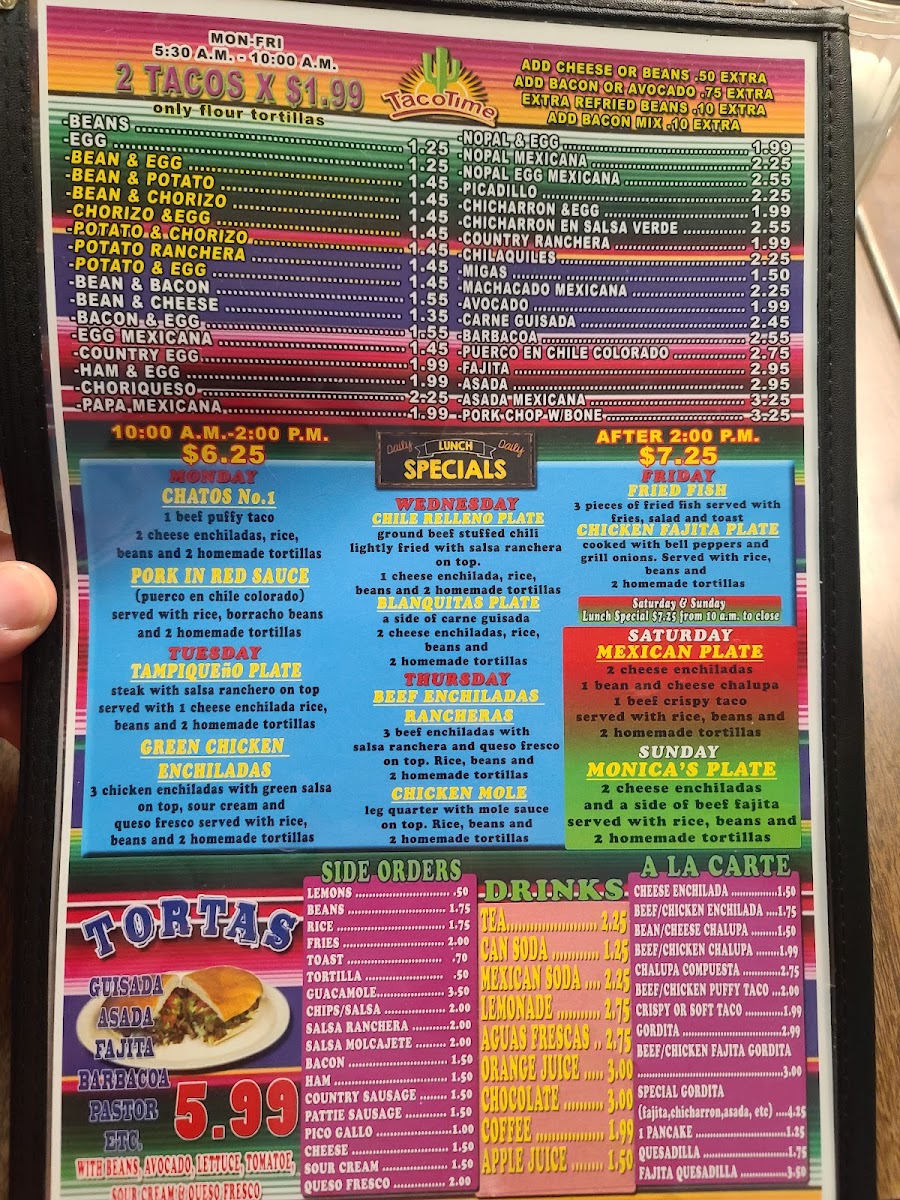 MON-FRI
5:30 A.M. - 10:00 A.M.
2 TACOS X $1.99
only flour tortillas
TacoTime
ADD CHEESE OR BEANS .50 EXTRA
ADD BACON OR AVOCADO .75 EXTRA
EXTRA REFRIED BEANS .10 EXTRA
ADD BACON MIX .10 EXTRA
-BEANS 1.25
-EGG 1.25
-BEAN & EGG 1.45
-BEAN & POTATO 1.45
-BEAN & CHORIZO 1.45
-CHORIZO &EGG 1.45
-POTATO & CHORIZO 1.45
-POTATO RANCHERA 1.45
-POTATO & EGG 1.45
-BEAN & BACON 1.55
-BEAN & CHEESE 1.35
-BACON & EGG 1.55
-EGG MEXICANA 1.45
-COUNTRY EGG 1.99
-HAM & EGG 1.99
-CHORIQUESO 2.25
-PAPA MEXICANA 1.99
-NOPAL & EGG 1.99
-NOPAL MEXICANA 2.25
-NOPAL EGG MEXICANA 2.55
-PICADILLO 2.25
-CHICHARRON &EGG 1.99
-CHICHARRON EN SALSA VERDE 2.55
-COUNTRY RANCHERA 1.99
-CHILAQUILES 2.25
-MIGAS 1.50
-MACHACADO MEXICANA 2.25
-AVOCADO 1.99
-CARNE GUISADA 2.45
-BARBACOA 2.55
-PUERCO EN CHILE COLORADO 2.75
-FAJITA 2.95
-ASADA 2.95
-ASADA MEXICANA 3.25
-PORK CHOP W/BONE 3.25
10:00 A.M.-2:00 P.M.
$6.25
Daily LUNCH Daily
SPECIALS
AFTER 2:00 P.M.
$7.25
MONDAY
CHATOS No.1
1 beef puffy taco
2 cheese enchiladas, rice,
beans and 2 homemade tortillas
PORK IN RED SAUCE
(puerco en chile colorado)
served with rice, borracho beans
and 2 homemade tortillas
TUESDAY
TAMPIQUEñO PLATE
steak with salsa ranchero on top
served with 1 cheese enchilada rice,
beans and 2 homemade tortillas
GREEN CHICKEN
ENCHILADAS
3 chicken enchiladas with green salsa
on top, sour cream and
queso fresco served with rice,
beans and 2 homemade tortillas
WEDNESDAY
CHILE RELLENO PLATE
ground beef stuffed chili
lightly fried with salsa ranchera
on top.
1 cheese enchilada, rice,
beans and 2 homemade tortillas
BLANQUITAS PLATE
a side of carne guisada
2 cheese enchiladas, rice,
beans and
2 homemade tortillas
THURSDAY
BEEF ENCHILADAS
RANCHERAS
3 beef enchiladas with
salsa ranchera and queso fresco
on top. Rice, beans and
2 homemade tortillas
CHICKEN MOLE
leg quarter with mole sauce
on top. Rice, beans and
2 homemade tortillas
FRIDAY
FRIED FISH
3 pieces of fried fish served with
fries, salad and toast
CHICKEN FAJITA PLATE
cooked with bell peppers and
grill onions. Served with rice,
beans and
2 homemade tortillas
Saturday & Sunday
Lunch Special $7.25 from 10 a.m. to close
SATURDAY
MEXICAN PLATE
2 cheese enchiladas
1 bean and cheese chalupa
1 beef crispy taco
served with rice, beans and
2 homemade tortillas
SUNDAY
MONICA'S PLATE
2 cheese enchiladas
and a side of beef fajita
served with rice, beans and
2 homemade tortillas
TORTAS
GUISADA
ASADA
FAJITA
BARBACOA
PASTOR
ETC.
5.99
WITH BEANS, AVOCADO, LETTUCE, TOMATOE,
SOUR CREAM & QUESO FRESCO
SIDE ORDERS
LEMONS .50
BEANS 1.75
RICE 1.75
FRIES 2.00
TOAST .70
TORTILLA .50
GUACAMOLE 3.50
CHIPS/SALSA 2.00
SALSA RANCHERA 2.00
SALSA MOLCAJETE 2.00
BACON 1.50
HAM 1.50
COUNTRY SAUSAGE 1.50
PATTIE SAUSAGE 1.50
PICO GALLO 1.00
CHEESE 1.50
SOUR CREAM 1.50
QUESO FRESCO 2.00
DRINKS
TEA 2.25
CAN SODA 1.25
MEXICAN SODA 2.25
LEMONADE 2.75
AGUAS FRESCAS 2.75
ORANGE JUICE 3.00
CHOCOLATE 3.00
COFFEE 1.99
APPLE JUICE 1.50
A LA CARTE
CHEESE ENCHILADA 1.50
BEEF/CHICKEN ENCHILADA 1.75
BEAN/CHEESE CHALUPA 1.50
BEEF/CHICKEN CHALUPA 1.99
CHALUPA COMPUESTA 2.75
BEEF/CHICKEN PUFFY TACO 2.00
CRISPY OR SOFT TACO 1.99
GORDITA 2.99
BEEF/CHICKEN FAJITA GORDITA
3.00
SPECIAL GORDITA
(fajita,chicharron,asada, etc) 4.25
1 PANCAKE 1.25
QUESADILLA 1.75
FAJITA QUESADILLA 3.50